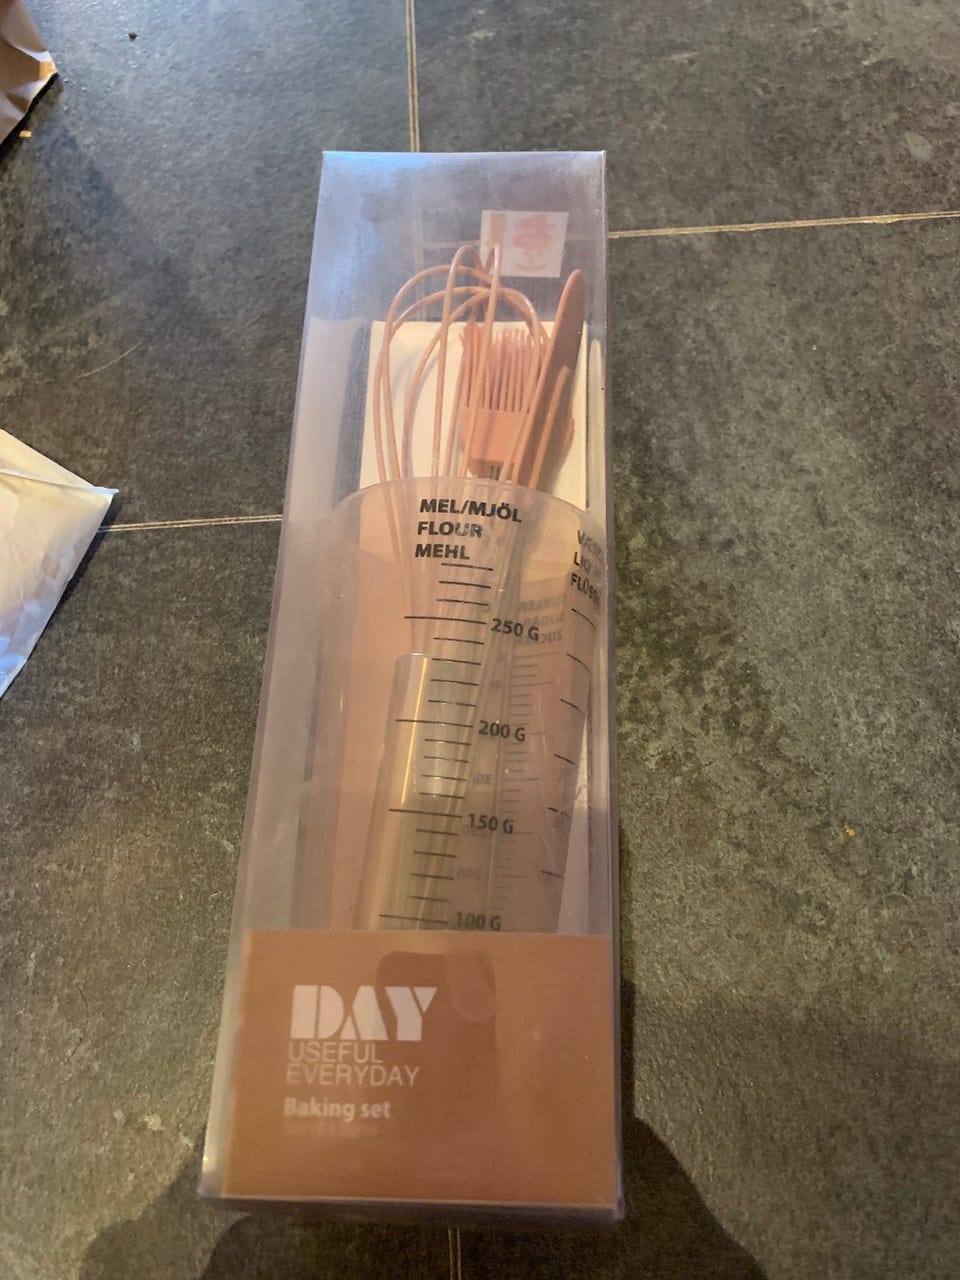 MEL/MJÖL
FLOUR
MEHL
250 G
200 G
150 G
100 G
DAY
USEFUL
EVERYDAY
Baking set